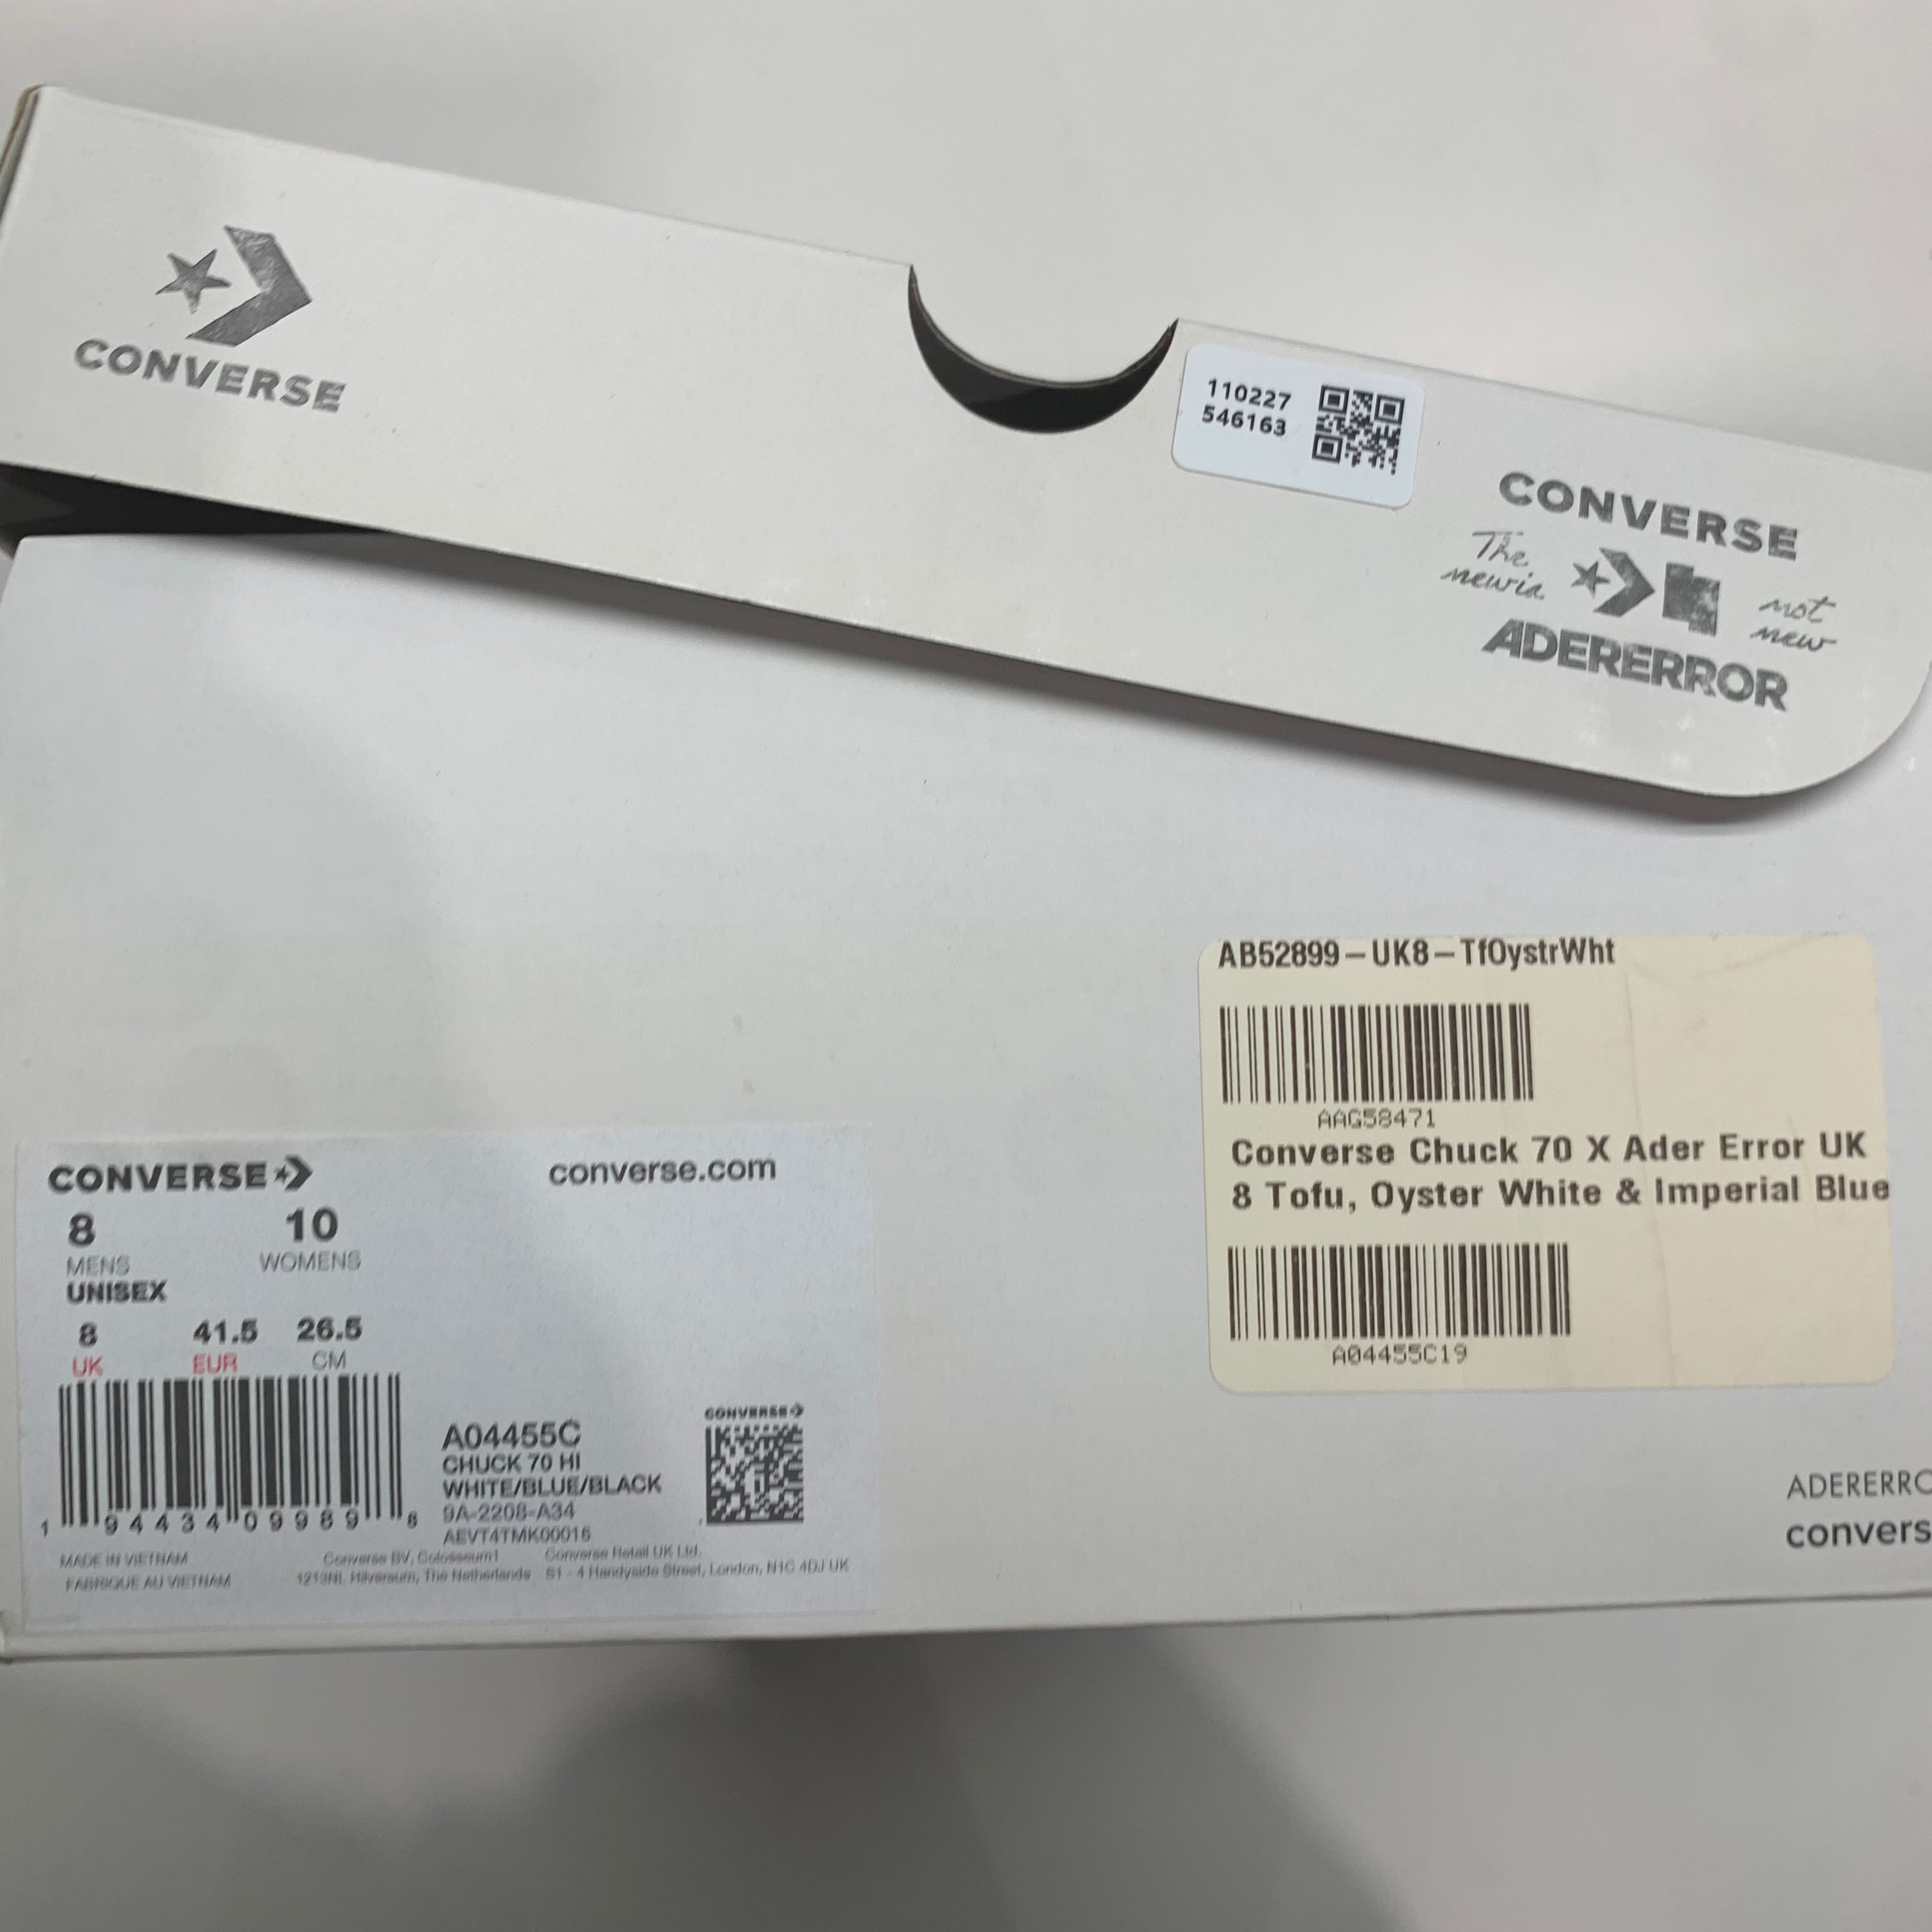 CONVERSE
110227
546163
CONVERSE
The
new is
not
new
ADERERROR
AB52899-UK8-TfOystrWht
AAG58471
Converse Chuck 70 X Ader Error UK
8 Tofu, Oyster White & Imperial Blue
A04455C19
CONVERSE
converse.com
8
10
MENS
WOMENS
UNISEX
8 41.5 26.5
UK EUR CM
1 94434 09989 8
A04455C
CHUCK 70 HI
WHITE/BLUE/BLACK
9A-2208-A34
AEVT4TMK00016
CONVERSE
MADE IN VIETNAM
FABRIQUE AU VIETNAM
Converse BV, Colosseum1
1213NL Hilversum, The Netherlands
Converse Retail UK Ltd.
S1 - 4 Handyside Street, London, N1C 4DJ UK
ADERERRO
convers